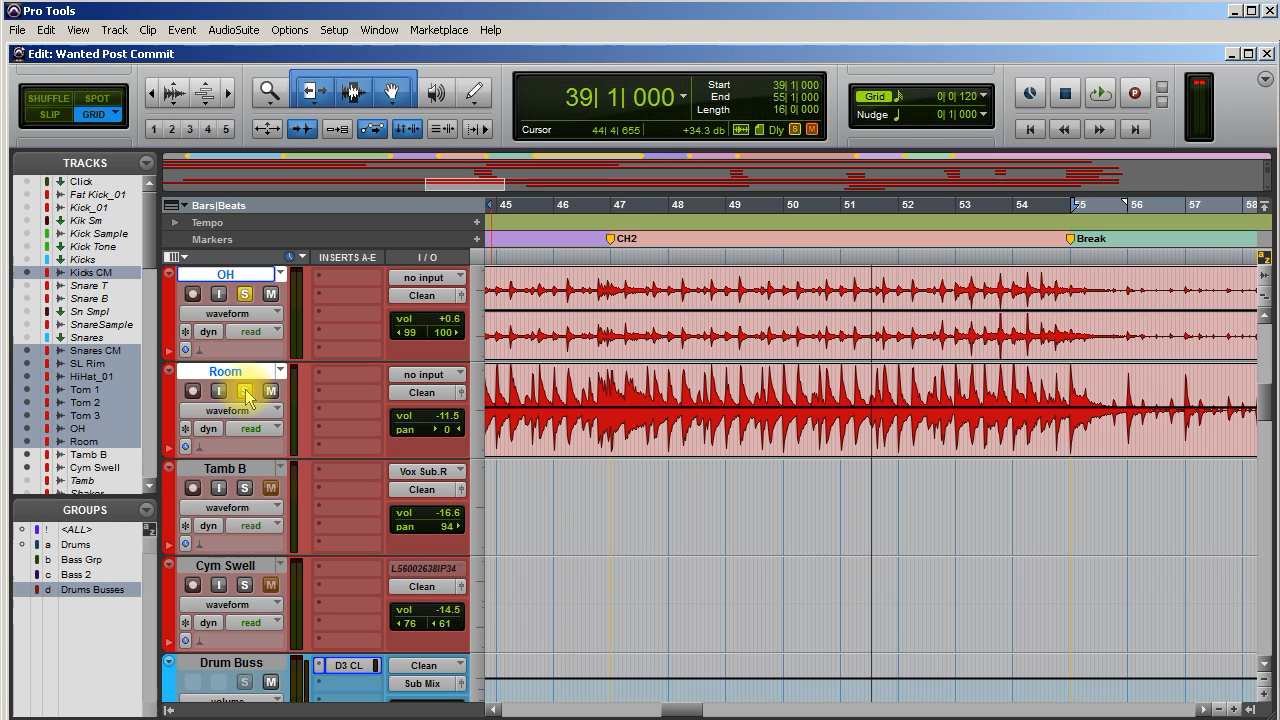 Pro Tools
File Edit View Track Clip Event AudioSuite Options Setup Window Marketplace Help
Edit: Wanted Post Commit
SHUFFLE SPOT
SLIP GRID
1 2 3 4 5
39| 1| 000
Start 39| 1| 000
End 55| 1| 000
Length 16| 0| 000
Cursor 44| 4| 655 +34.3 db Dly S M
Grid 0| 0| 120
Nudge 0| 1| 000
P
TRACKS
Click
Fat Kick_01
Kick_01
Kik Sm
Kick Sample
Kick Tone
Kicks
Kicks CM
Snare T
Snare B
Sn Smpl
SnareSample
Snares
Snares CM
SL Rim
HiHat_01
Tom 1
Tom 2
Tom 3
OH
Room
Tamb B
Cym Swell
Tamb
Shaker
GROUPS
! <ALL>
a Drums
b Bass Grp
c Bass 2
d Drums Busses
a z
Bars|Beats 45 46 47 48 49 50 51 52 53 54 55 56 57 58
Tempo +
Markers + CH2 Break
INSERTS A-E I / O
a z
OH no input
I S M Clean
waveform vol +0.6
dyn read 99 100
Room no input
I S M Clean
waveform vol -11.5
dyn read pan 0
Tamb B Vox Sub.R
I S M Clean
waveform vol -16.6
dyn read pan 94
Cym Swell L56002638IP34
I S M Clean
waveform vol -14.5
dyn read 76 61
Drum Buss D3 CL Clean
S M Sub Mix
volume